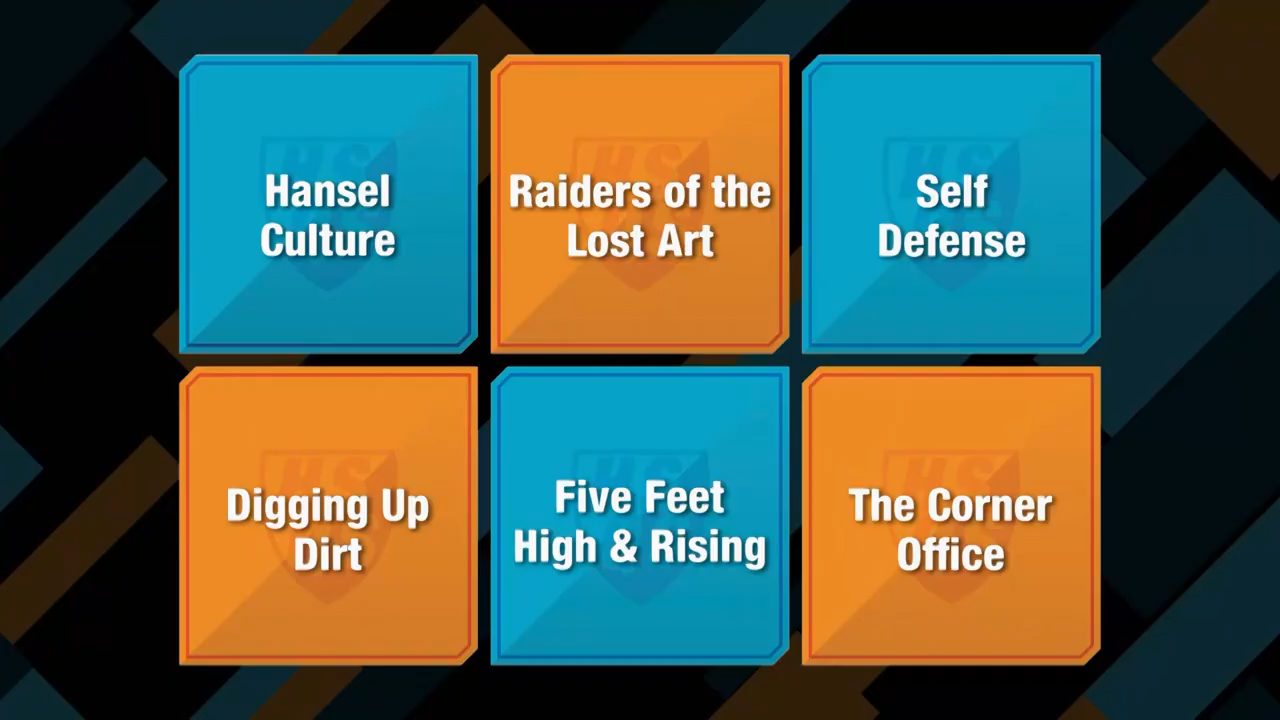 Hansel
Culture
Raiders of the
Lost Art
Self
Defense
Digging Up
Dirt
Five Feet
High & Rising
The Corner
Office